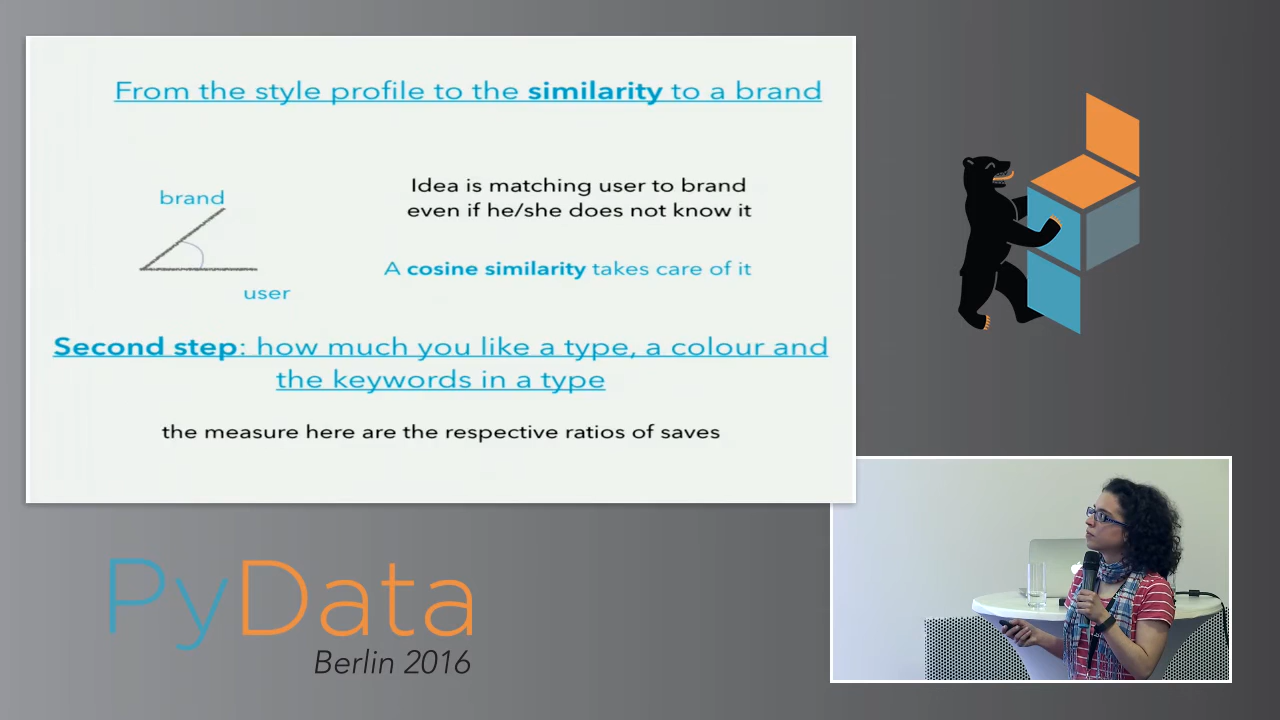 From the style profile to the similarity to a brand
brand
user
Idea is matching user to brand
even if he/she does not know it
A cosine similarity takes care of it
Second step: how much you like a type, a colour and
the keywords in a type
the measure here are the respective ratios of saves
PyData
Berlin 2016